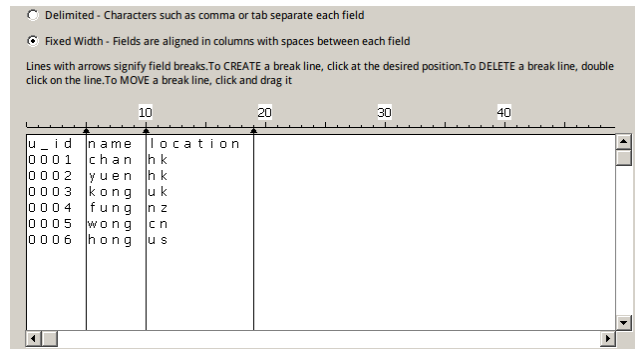 Delimited - Characters such as comma or tab separate each field
Fixed Width - Fields are aligned in columns with spaces between each field
Lines with arrows signify field breaks.To CREATE a break line, click at the desired position.To DELETE a break line, double
click on the line.To MOVE a break line, click and drag it
10 20 30 40
u_id name location
0001 chan hk
0002 yuen hk
0003 kong uk
0004 fung nz
0005 wong cn
0006 hong us